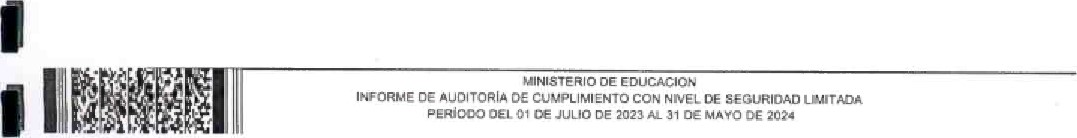 MINISTERIO DE EDUCACION
INFORME DE AUDITORÍA DE CUMPLIMIENTO CON NIVEL DE SEGURIDAD LIMITADA
PERÍODO DEL 01 DE JULIO DE 2023 AL 31 DE MAYO DE 2024